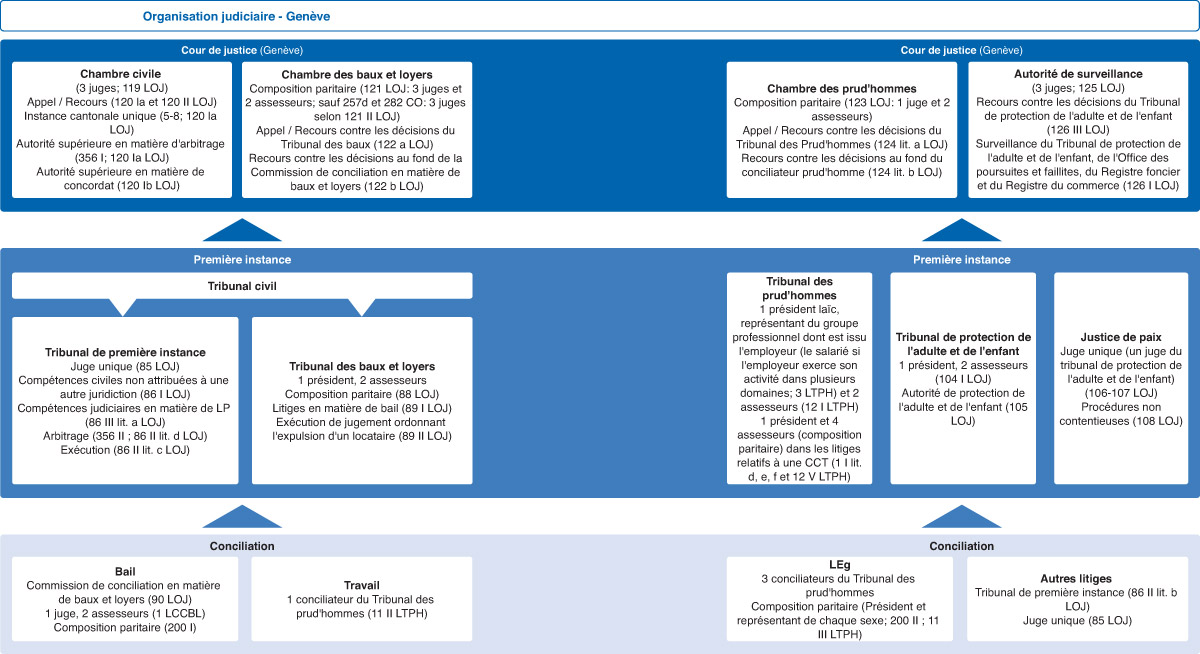 Organisation judiciaire - Genève
Cour de justice (Genève)
Chambre civile
(3 juges; 119 LOJ)
Appel / Recours (120 Ia et 120 II LOJ)
Instance cantonale unique (5-8; 120 Ia
LOJ)
Autorité supérieure en matière d'arbitrage
(356 I; 120 Ia LOJ)
Autorité supérieure en matière de
concordat (120 Ib LOJ)
Chambre des baux et loyers
Composition paritaire (121 LOJ: 3 juges et
2 assesseurs; sauf 257d et 282 CO: 3 juges
selon 121 II LOJ)
Appel / Recours contre les décisions du
Tribunal des baux (122 a LOJ)
Recours contre les décisions au fond de la
Commission de conciliation en matière de
baux et loyers (122 b LOJ)
Cour de justice (Genève)
Chambre des prud'hommes
Composition paritaire (123 LOJ: 1 juge et 2
assesseurs)
Appel / Recours contre les décisions du
Tribunal des Prud'hommes (124 lit. a LOJ)
Recours contre les décisions au fond du
conciliateur prud'homme (124 lit. b LOJ)
Autorité de surveillance
(3 juges; 125 LOJ)
Recours contre les décisions du Tribunal
de protection de l'adulte et de l'enfant
(126 III LOJ)
Surveillance du Tribunal de protection de
l'adulte et de l'enfant, de l'Office des
poursuites et faillites, du Registre foncier
et du Registre du commerce (126 I LOJ)
Première instance
Tribunal civil
Tribunal de première instance
Juge unique (85 LOJ)
Compétences civiles non attribuées à une
autre juridiction (86 I LOJ)
Compétences judiciaires en matière de LP
(86 III lit. a LOJ)
Arbitrage (356 II ; 86 II lit. d LOJ)
Exécution (86 II lit. c LOJ)
Tribunal des baux et loyers
1 président, 2 assesseurs
Composition paritaire (88 LOJ)
Litiges en matière de bail (89 I LOJ)
Exécution de jugement ordonnant
l'expulsion d'un locataire (89 II LOJ)
Première instance
Tribunal des
prud'hommes
1 président laïc,
représentant du groupe
professionnel dont est issu
l'employeur (le salarié si
l'employeur exerce son
activité dans plusieurs
domaines; 3 LTPH) et 2
assesseurs (12 I LTPH)
1 président et 4
assesseurs (composition
paritaire) dans les litiges
relatifs à une CCT (1 I lit.
d, e, f et 12 V LTPH)
Tribunal de protection de
l'adulte et de l'enfant
1 président, 2 assesseurs
(104 I LOJ)
Autorité de protection de
l'adulte et de l'enfant (105
LOJ)
Justice de paix
Juge unique (un juge du
tribunal de protection de
l'adulte et de l'enfant)
(106-107 LOJ)
Procédures non
contentieuses (108 LOJ)
Conciliation
Bail
Commission de conciliation en matière
de baux et loyers (90 LOJ)
1 juge, 2 assesseurs (1 LCCBL)
Composition paritaire (200 I)
Travail
1 conciliateur du Tribunal des
prud'hommes (11 II LTPH)
Conciliation
LEg
3 conciliateurs du Tribunal des
prud'hommes
Composition paritaire (Président et
représentant de chaque sexe; 200 II ; 11
III LTPH)
Autres litiges
Tribunal de première instance (86 II lit. b
LOJ)
Juge unique (85 LOJ)